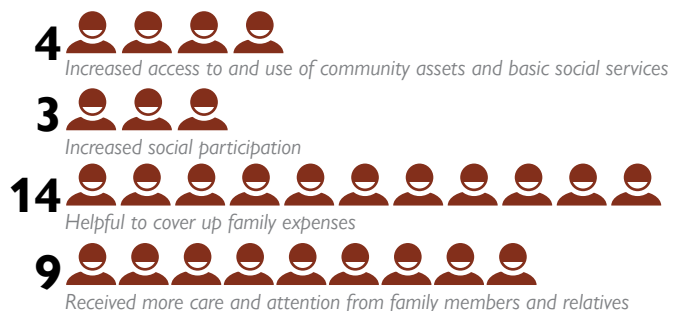 4
Increased access to and use of community assets and basic social services
3
Increased social participation
14
Helpful to cover up family expenses
9
Received more care and attention from family members and relatives